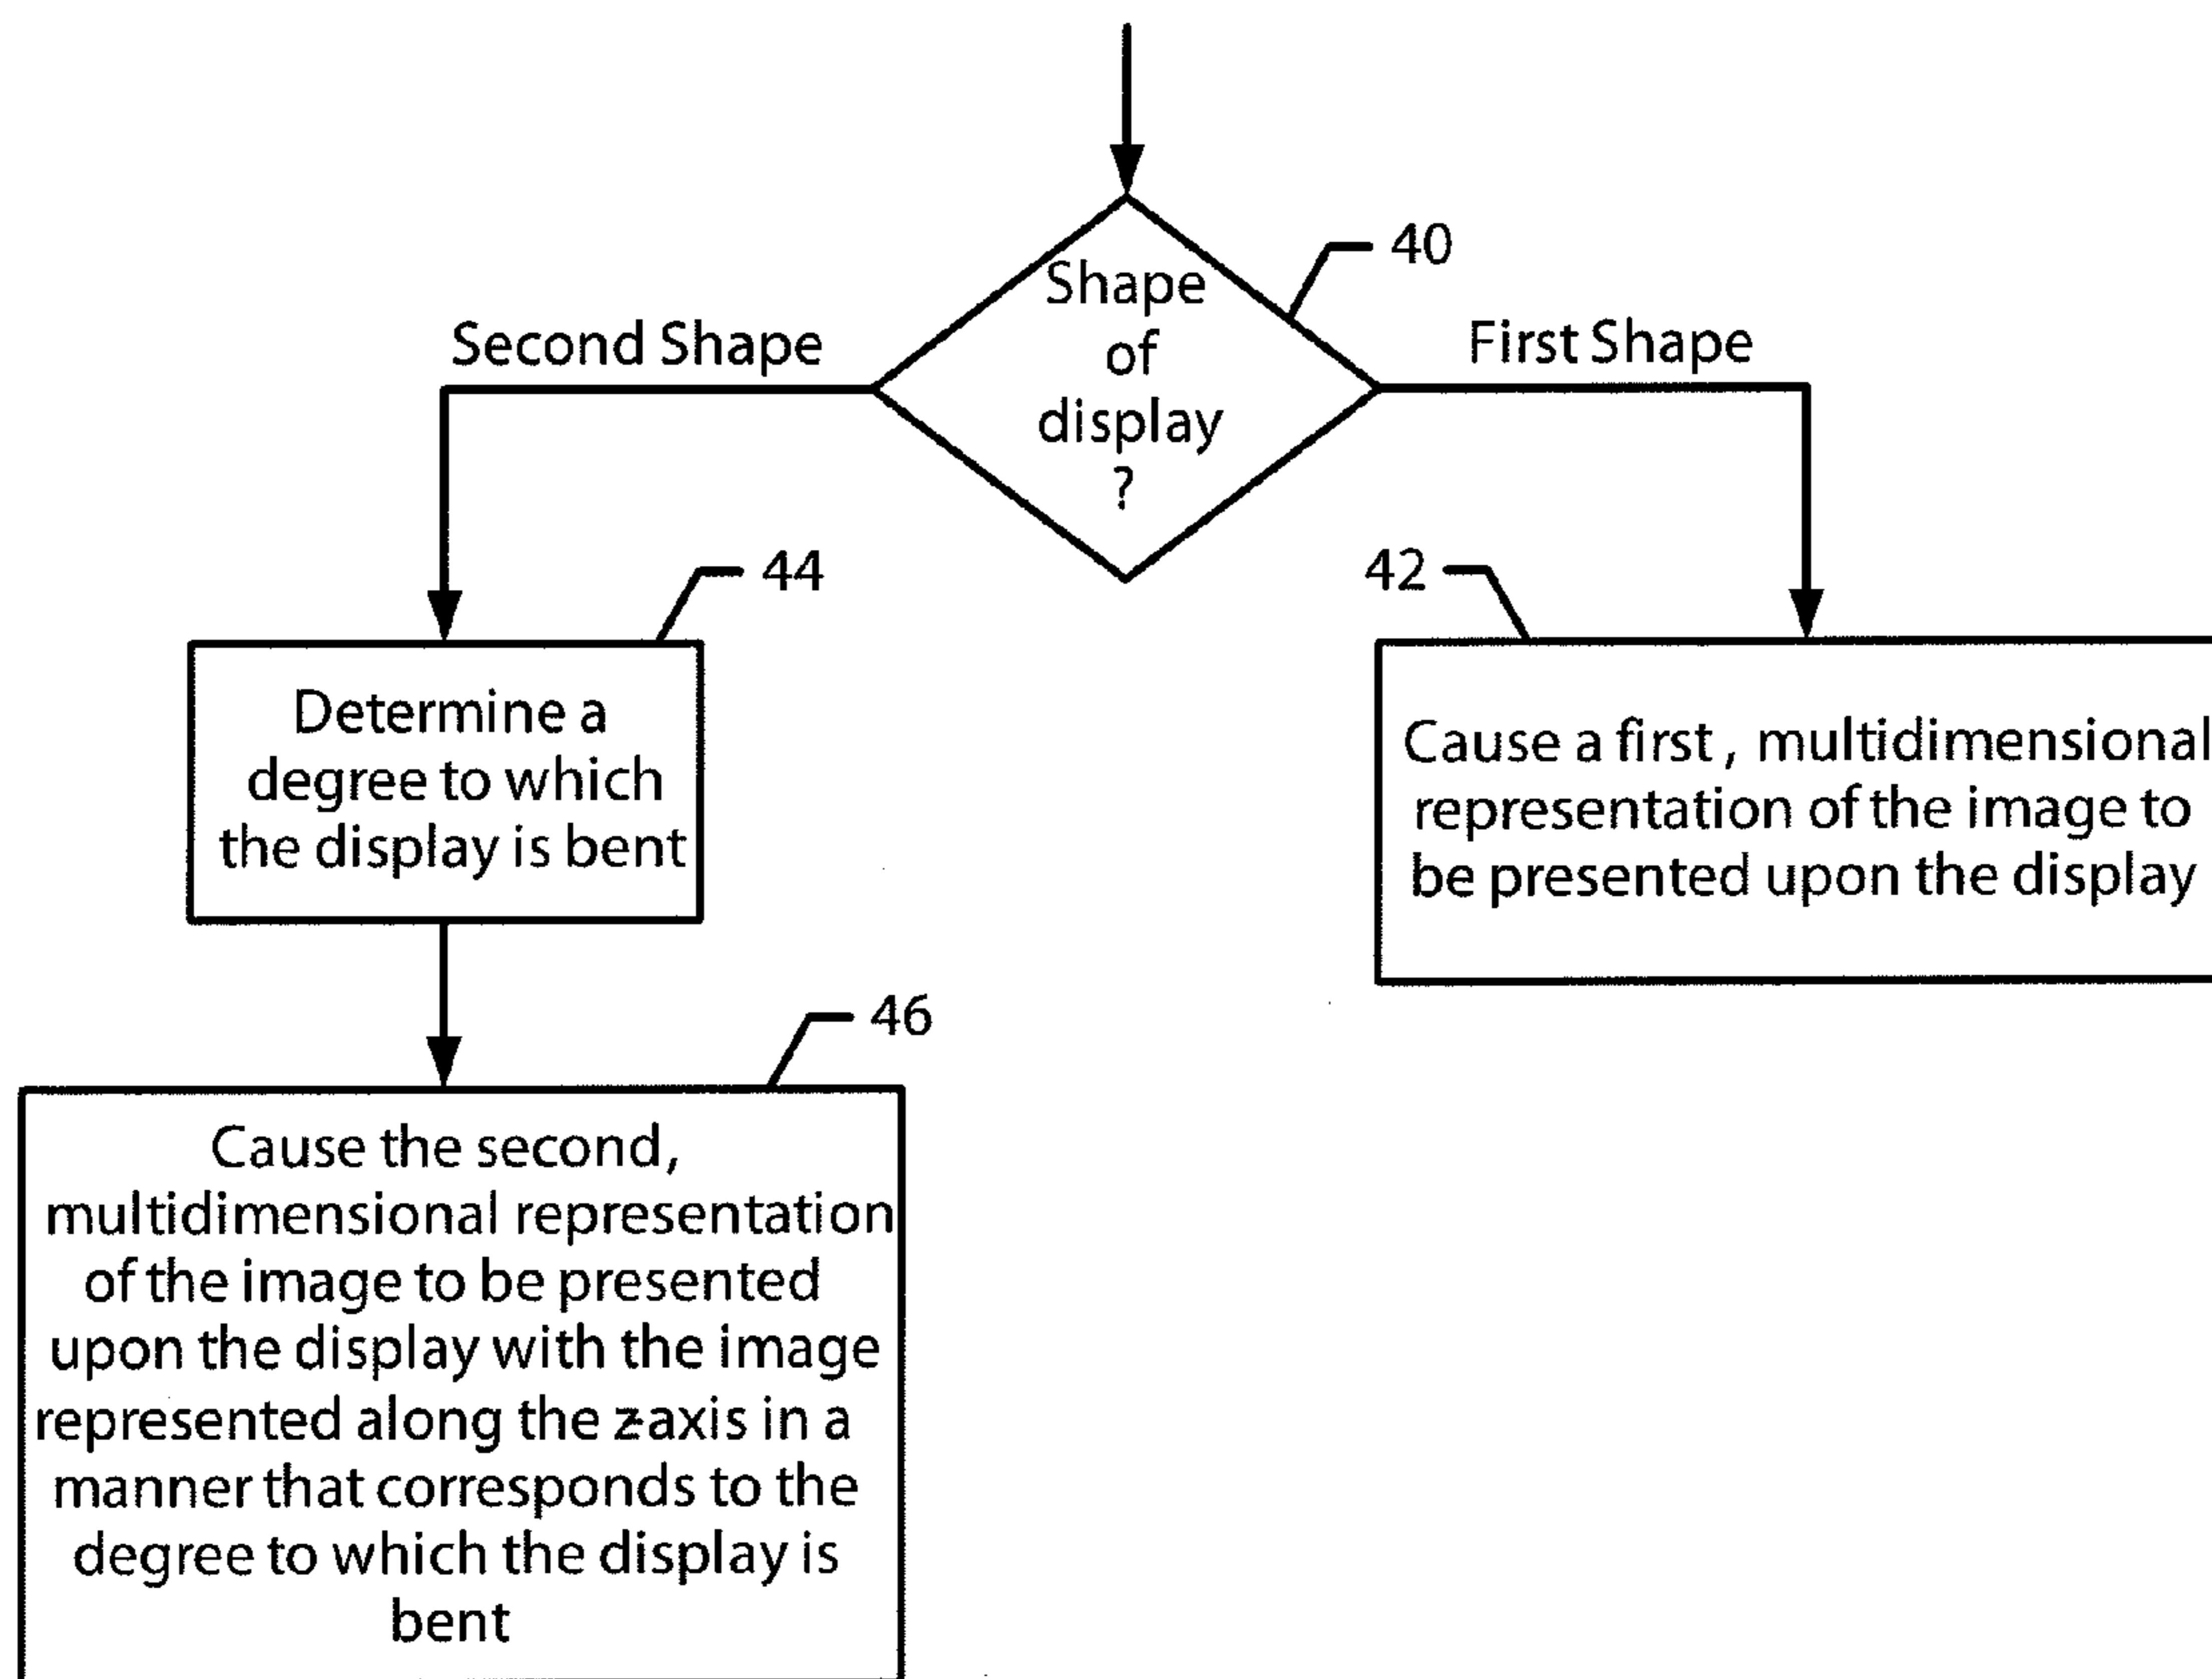 40
Shape
of
display
?
Second Shape
First Shape
44
42
Determine a
degree to which
the display is bent
Cause a first , multidimensional
representation of the image to
be presented upon the display
46
Cause the second,
multidimensional representation
of the image to be presented
upon the display with the image
represented along the z-axis in a
manner that corresponds to the
degree to which the display is
bent